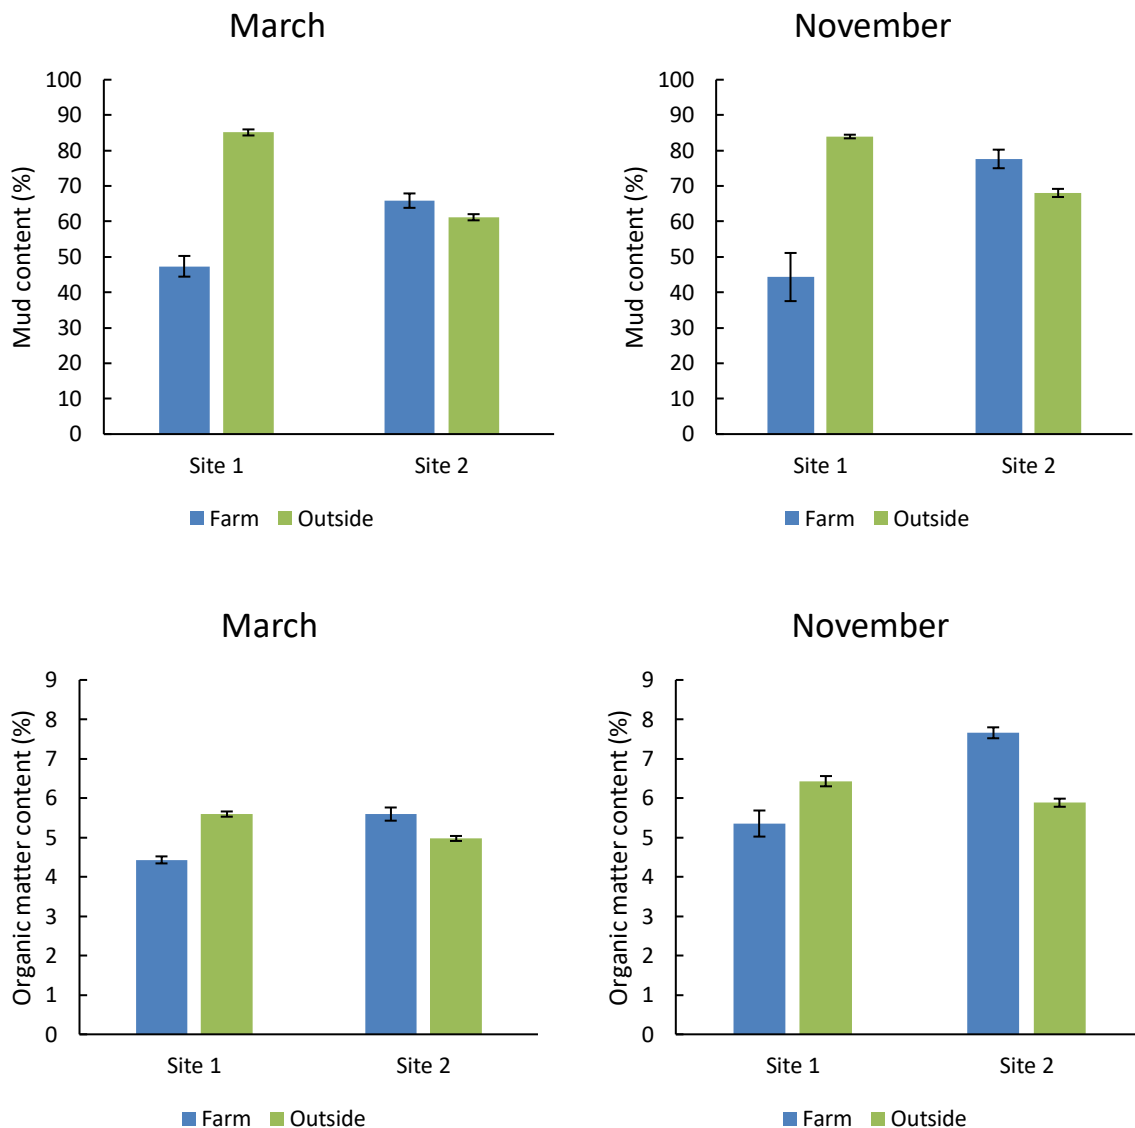 March
Mud content (%)
100
90
80
70
60
50
40
30
20
10
0
Site 1 Site 2
Farm Outside
November
Mud content (%)
100
90
80
70
60
50
40
30
20
10
0
Site 1 Site 2
Farm Outside
March
Organic matter content (%)
9
8
7
6
5
4
3
2
1
0
Site 1 Site 2
Farm Outside
November
Organic matter content (%)
9
8
7
6
5
4
3
2
1
0
Site 1 Site 2
Farm Outside